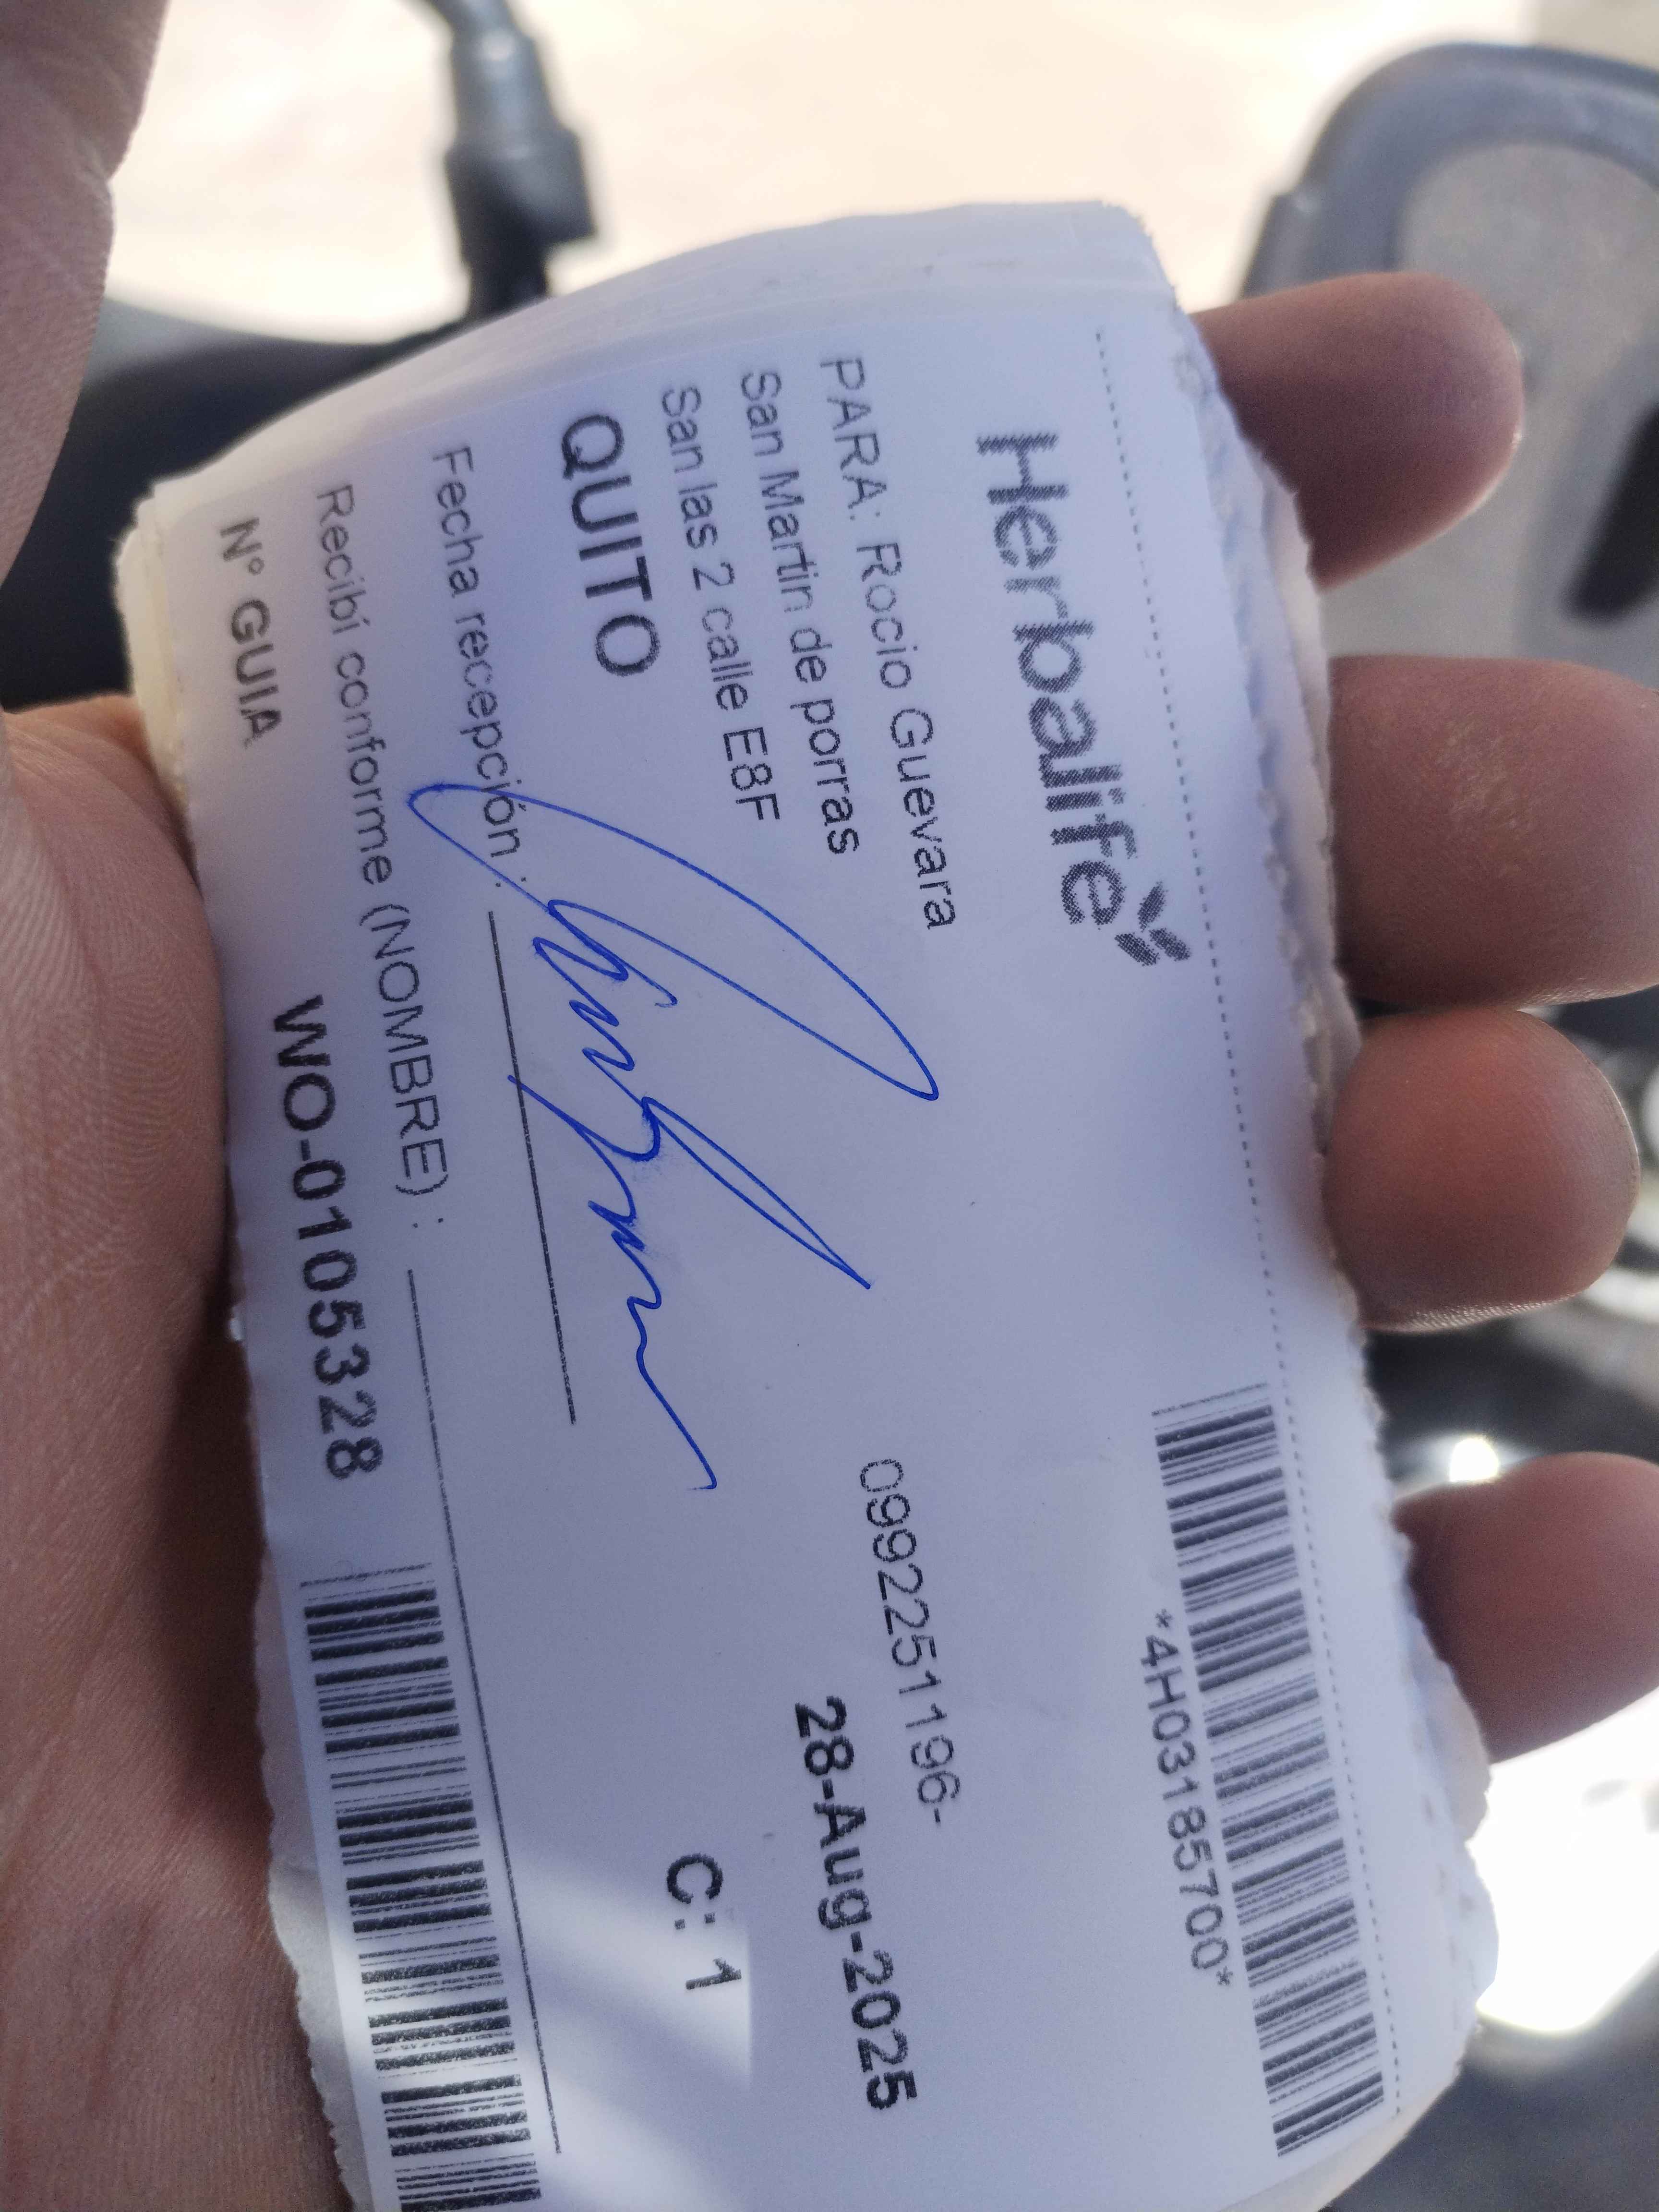 Herbalife
*4H03185700*
PARA: Rocio Guevara
0992251196-
San Martin de porras
28-Aug-2025
San las 2 calle E8F
QUITO
C: 1
Fecha recepción :
Recibí conforme (NOMBRE) :
N° GUIA
WO-0105328